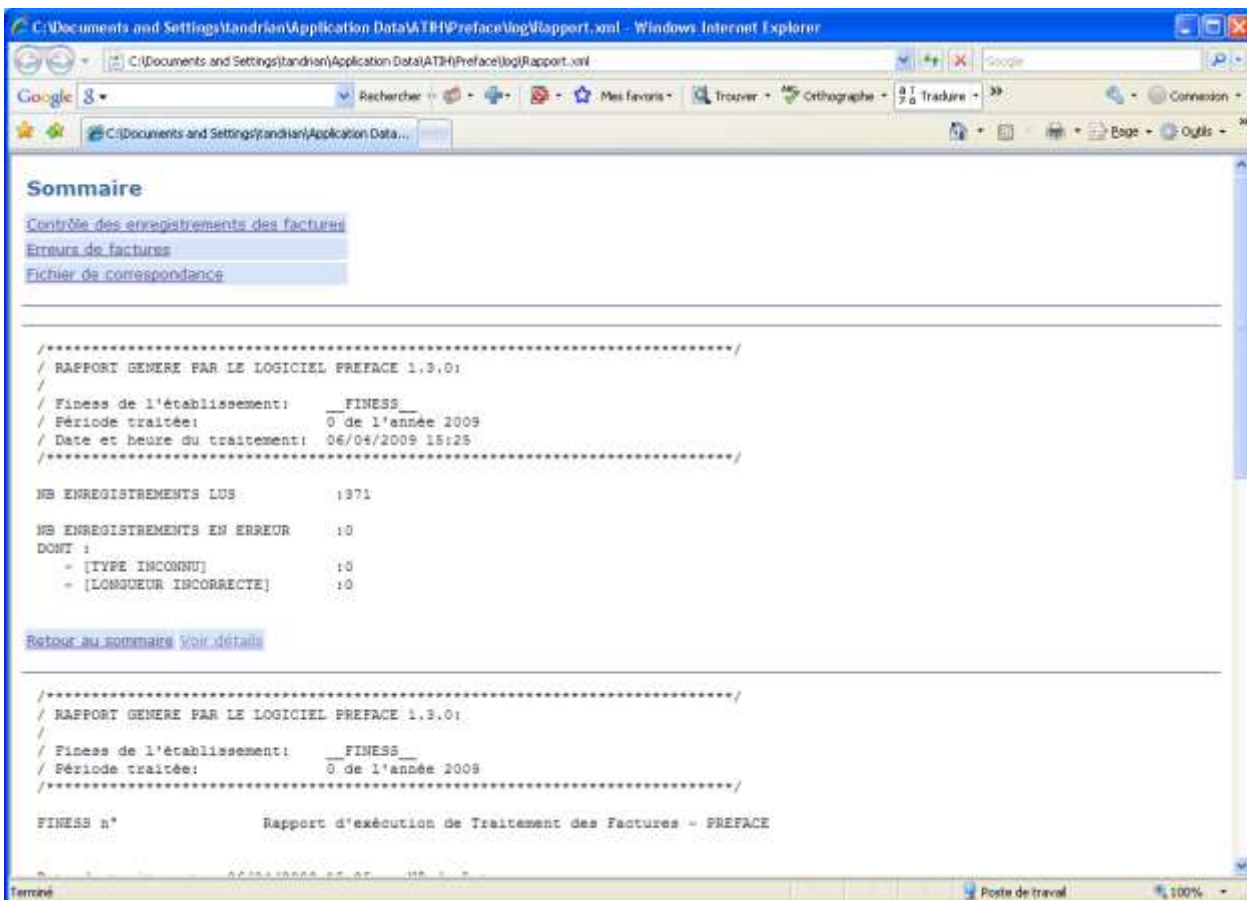 C:\Documents and Settings\tandrian\Application Data\ATIH\Preface\log\Rapport.xml - Windows Internet Explorer
C:\Documents and Settings\tandrian\Application Data\ATIH\Preface\log\Rapport.xml
Google
Google
Rechercher
Mes favoris
Trouver
Orthographe
Traduire
Connexion
C:\Documents and Settings\tandrian\Application Data...
Page
Outils
Sommaire
Contrôle des enregistrements des factures
Erreurs de factures
Fichier de correspondance
/****************************************************************************/
/ RAPPORT GENERE PAR LE LOGICIEL PREFACE 1.3.0:
/
/ Finess de l'établissement: __FINESS__
/ Période traitée: 0 de l'année 2009
/ Date et heure du traitement: 06/04/2009 15:25
/****************************************************************************/
NB ENREGISTREMENTS LUS :371
NB ENREGISTREMENTS EN ERREUR :0
DONT :
- [TYPE INCONNU] :0
- [LONGUEUR INCORRECTE] :0
Retour au sommaire Voir détails
/****************************************************************************/
/ RAPPORT GENERE PAR LE LOGICIEL PREFACE 1.3.0:
/
/ Finess de l'établissement: __FINESS__
/ Période traitée: 0 de l'année 2009
/****************************************************************************/
FINESS n° Rapport d'exécution de Traitement des Factures - PREFACE
Terminé
Poste de travail
100%